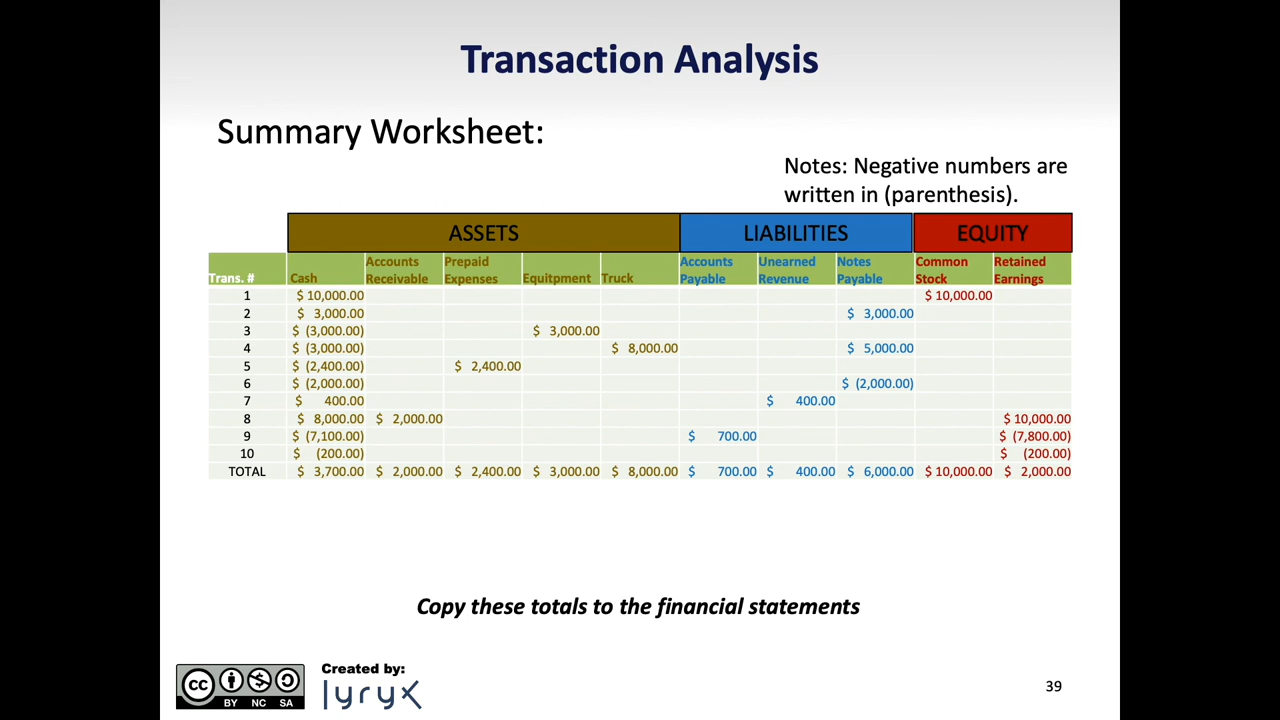 Transaction Analysis
Summary Worksheet:
Notes: Negative numbers are
written in (parenthesis).
ASSETS LIABILITIES EQUITY
Trans. # Cash Accounts Receivable Prepaid Expenses Equitpment Truck Accounts Payable Unearned Revenue Notes Payable Common Stock Retained Earnings
1 $ 10,000.00 $ 10,000.00
2 $ 3,000.00 $ 3,000.00
3 $ (3,000.00) $ 3,000.00
4 $ (3,000.00) $ 8,000.00 $ 5,000.00
5 $ (2,400.00) $ 2,400.00
6 $ (2,000.00) $ (2,000.00)
7 $ 400.00 $ 400.00
8 $ 8,000.00 $ 2,000.00 $ 10,000.00
9 $ (7,100.00) $ 700.00 $ (7,800.00)
10 $ (200.00) $ (200.00)
TOTAL $ 3,700.00 $ 2,000.00 $ 2,400.00 $ 3,000.00 $ 8,000.00 $ 700.00 $ 400.00 $ 6,000.00 $ 10,000.00 $ 2,000.00
Copy these totals to the financial statements
cc BY NC SA
Created by:
lyryx
39